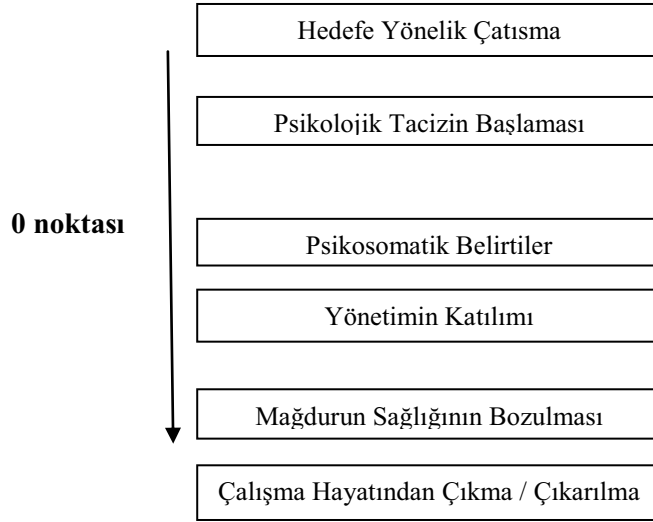 Hedefe Yönelik Çatısma
Psikolojik Tacizin Başlaması
0 noktası
Psikosomatik Belirtiler
Yönetimin Katılımı
Mağdurun Sağlığının Bozulması
Çalışma Hayatından Çıkma / Çıkarılma